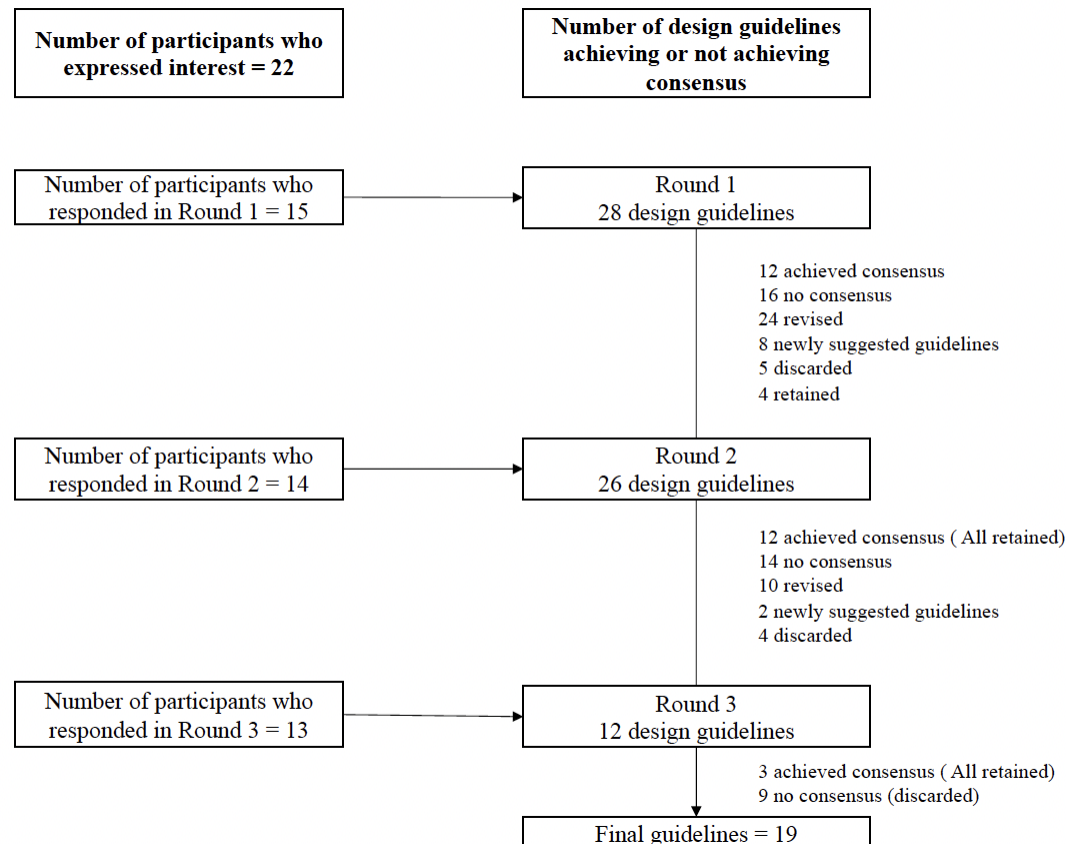 Number of participants who
expressed interest = 22
Number of design guidelines
achieving or not achieving
consensus
Number of participants who
responded in Round 1 = 15
Round 1
28 design guidelines
12 achieved consensus
16 no consensus
24 revised
8 newly suggested guidelines
5 discarded
4 retained
Number of participants who
responded in Round 2 = 14
Round 2
26 design guidelines
12 achieved consensus ( All retained)
14 no consensus
10 revised
2 newly suggested guidelines
4 discarded
Number of participants who
responded in Round 3 = 13
Round 3
12 design guidelines
3 achieved consensus ( All retained)
9 no consensus (discarded)
Final guidelines = 19